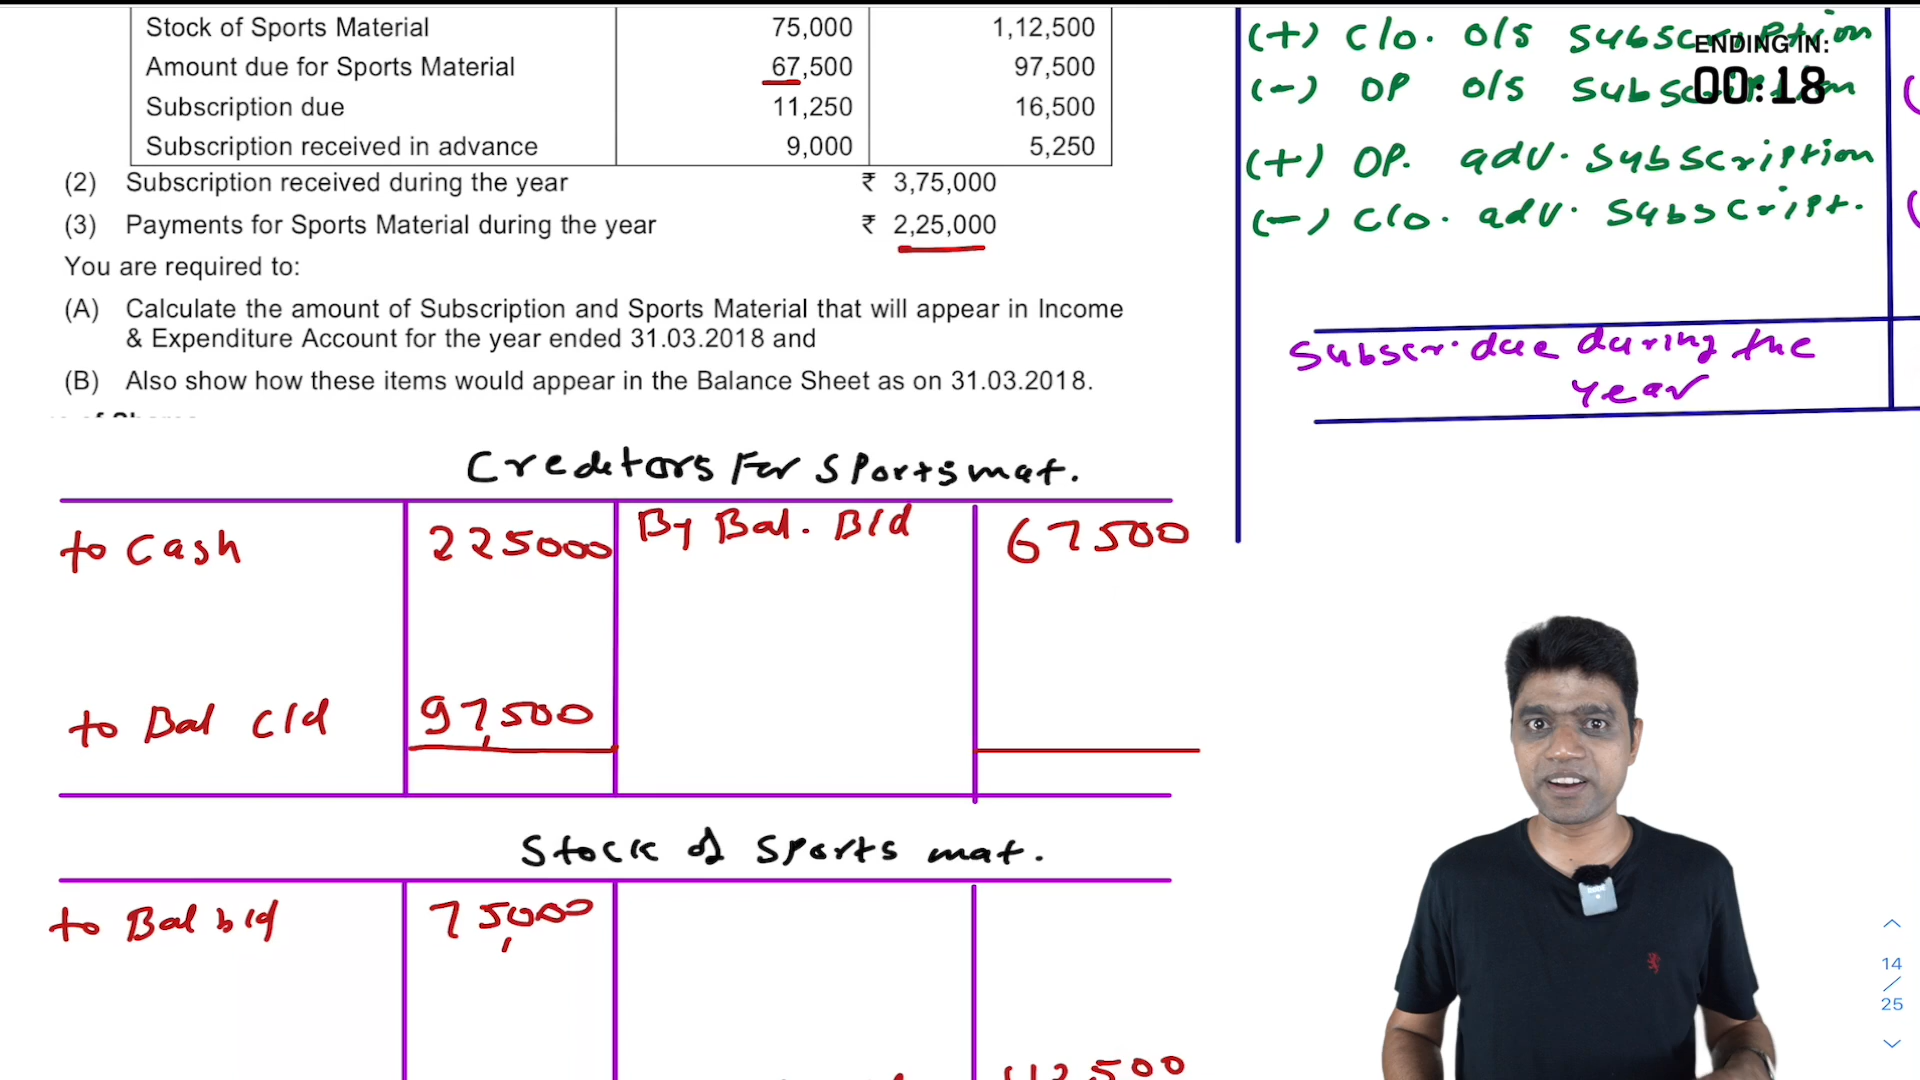 Stock of Sports Material 75,000 1,12,500
Amount due for Sports Material 67,500 97,500
Subscription due 11,250 16,500
Subscription received in advance 9,000 5,250
(2) Subscription received during the year ₹ 3,75,000
(3) Payments for Sports Material during the year ₹ 2,25,000
You are required to:
(A) Calculate the amount of Subscription and Sports Material that will appear in Income
& Expenditure Account for the year ended 31.03.2018 and
(B) Also show how these items would appear in the Balance Sheet as on 31.03.2018.
(+) Clo. o/s Subscription
(-) OP o/s Subscription
(+) OP. adv. Subscription
(-) Clo. adv. Subscript.
Subscr. due during the
year
ENDING IN:
00:18
Creditors For Sports mat.
to Cash 225000 By Bal. B/d 67500
to Bal C/d 97,500
Stock of Sports mat.
to Bal b/d 75,000
14
/
25